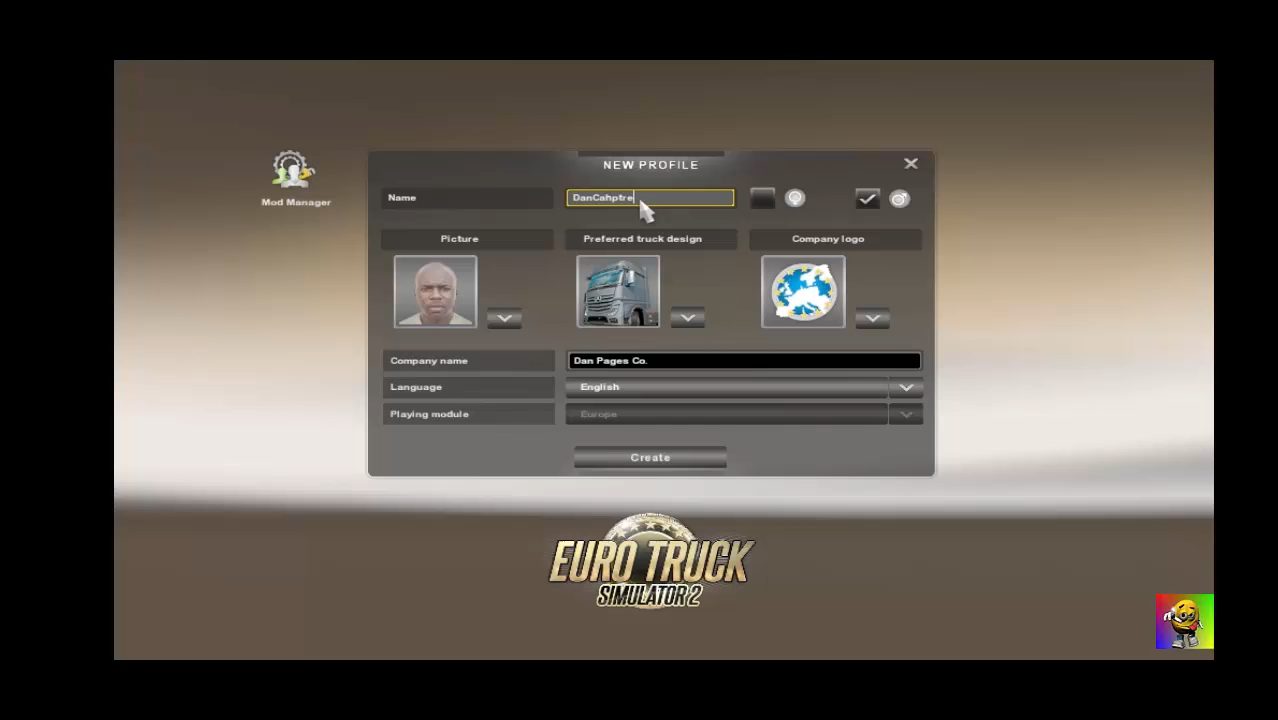 NEW PROFILE
Mod Manager
Name
DanCahptre
Picture
Preferred truck design
Company logo
Company name
Dan Pages Co.
Language
English
Playing module
Europe
Create
EURO TRUCK
SIMULATOR 2